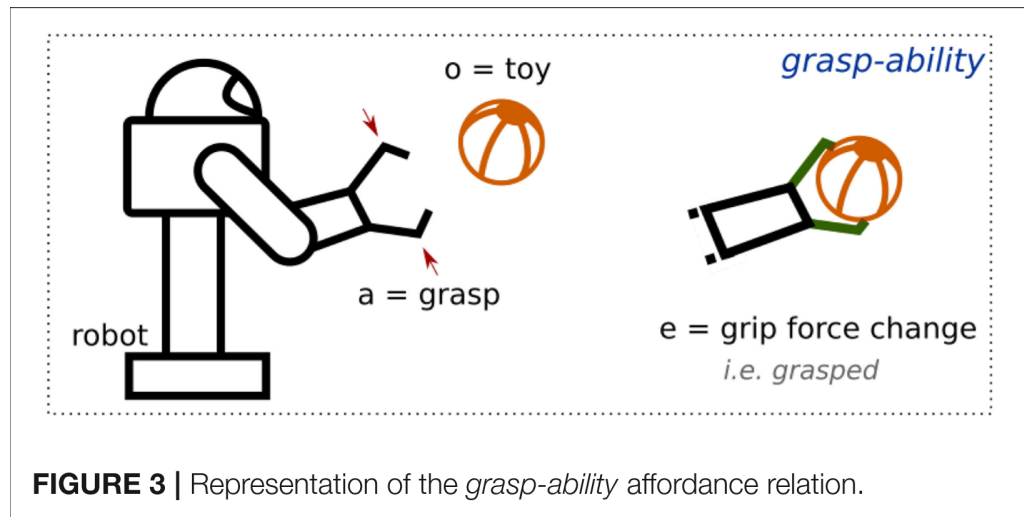 o = toy
grasp-ability
a = grasp
robot
e = grip force change
i.e. grasped
FIGURE 3 | Representation of the grasp-ability affordance relation.